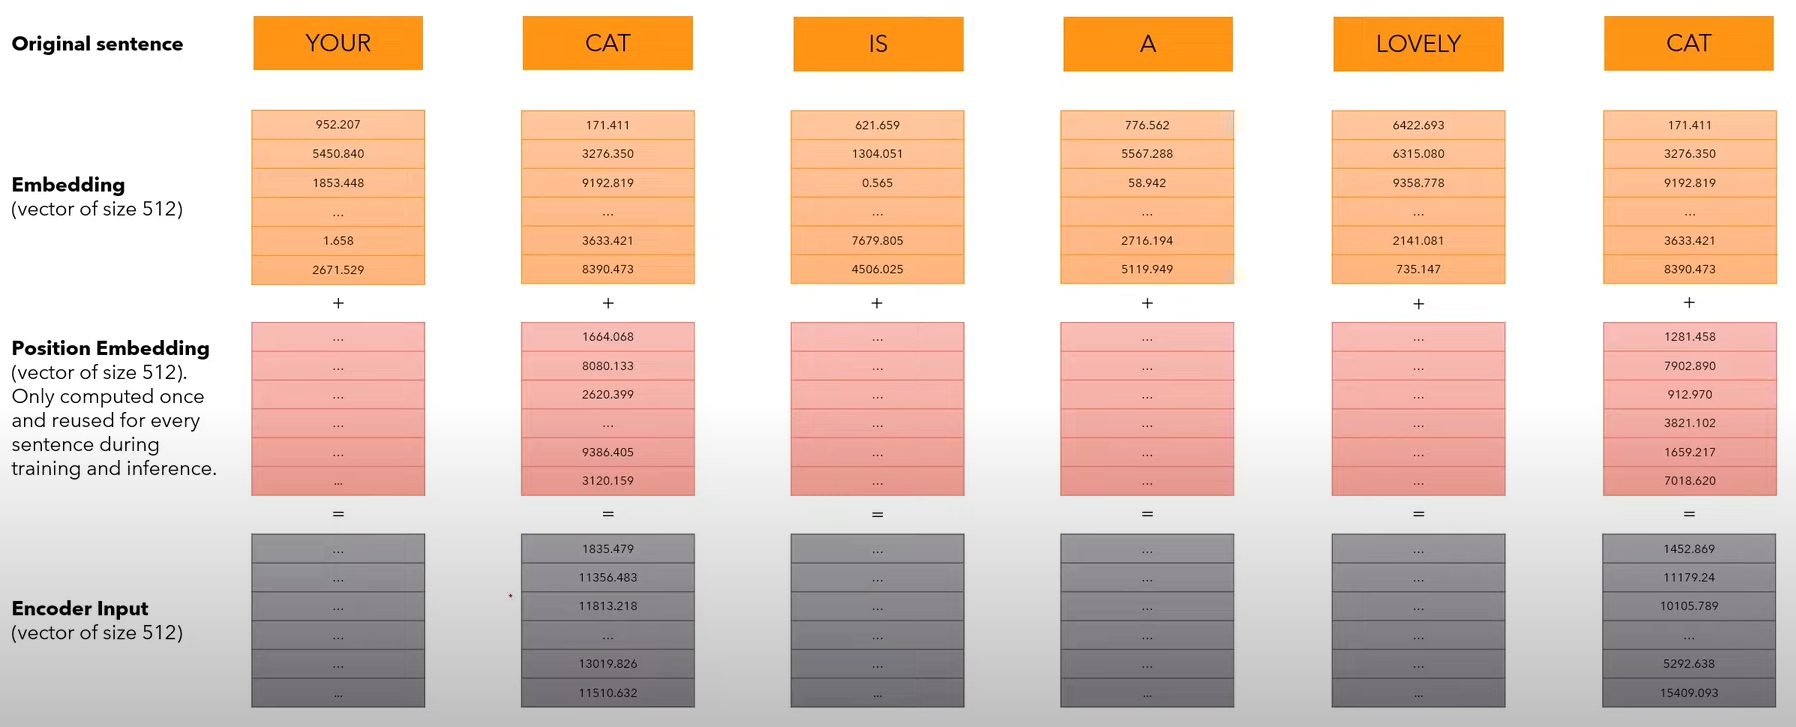 Original sentence YOUR CAT IS A LOVELY CAT
952.207 171.411 621.659 776.562 6422.693 171.411
5450.840 3276.350 1304.051 5567.288 6315.080 3276.350
Embedding 1853.448 9192.819 0.565 58.942 9358.778 9192.819
(vector of size 512) ... ... ... ... ... ...
1.658 3633.421 7679.805 2716.194 2141.081 3633.421
2671.529 8390.473 4506.025 5119.949 735.147 8390.473
+ + + + + +
... 1664.068 ... ... ... 1281.458
Position Embedding
(vector of size 512). ... 8080.133 ... ... ... 7902.890
Only computed once ... 2620.399 ... ... ... 912.970
and reused for every ... ... ... ... ... 3821.102
sentence during ... 9386.405 ... ... ... 1659.217
training and inference. ... 3120.159 ... ... ... 7018.620
= = = = = =
... 1835.479 ... ... ... 1452.869
... 11356.483 ... ... ... 11179.24
Encoder Input ... 11813.218 ... ... ... 10105.789
(vector of size 512) ... ... ... ... ... ...
... 13019.826 ... ... ... 5292.638
... 11510.632 ... ... ... 15409.093